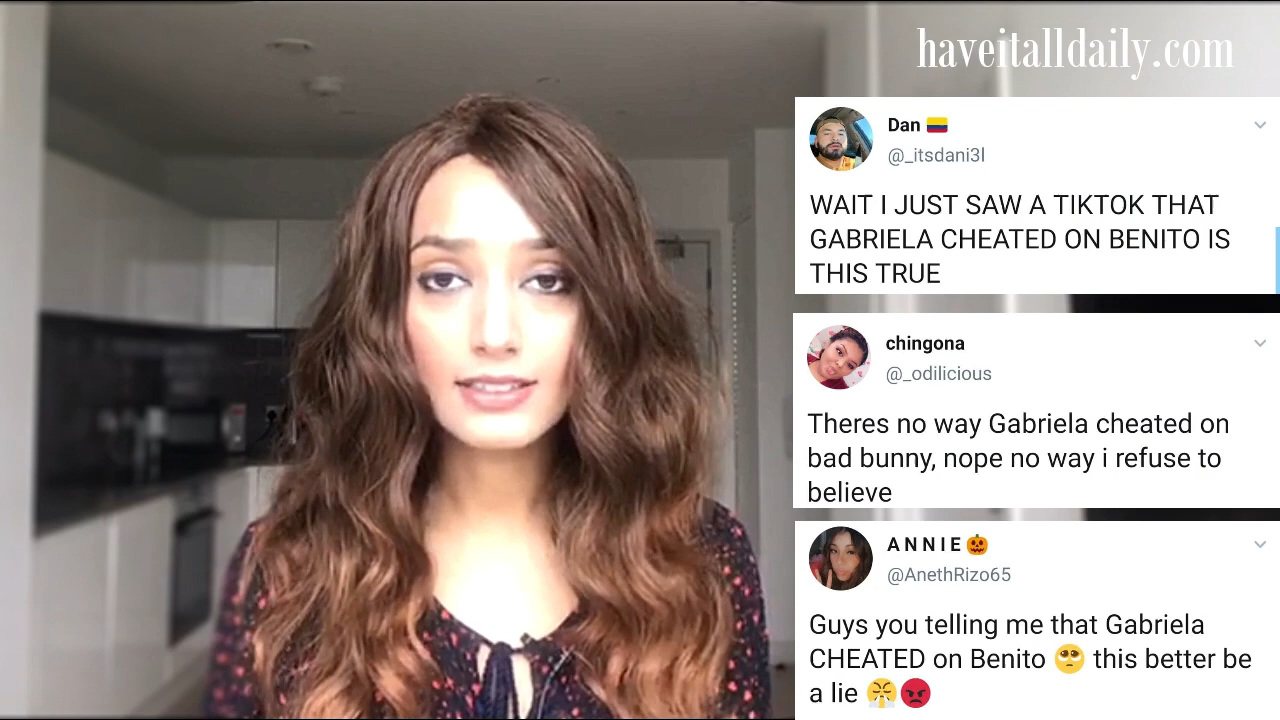 haveitalldaily.com
Dan 🇨🇴
@_itsdani3l
WAIT I JUST SAW A TIKTOK THAT
GABRIELA CHEATED ON BENITO IS
THIS TRUE
chingona
@_odilicious
Theres no way Gabriela cheated on
bad bunny, nope no way i refuse to
believe
A N N I E 🎃
@AnethRizo65
Guys you telling me that Gabriela
CHEATED on Benito 🥺 this better be
a lie 😤😡